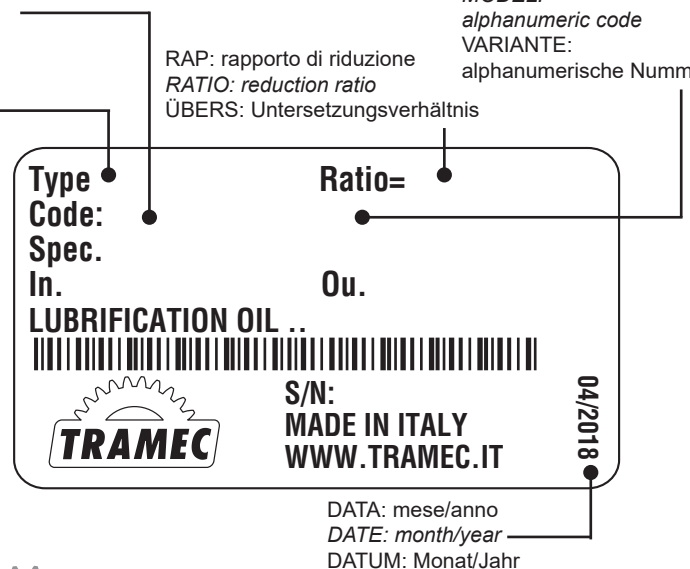 alphanumeric code
VARIANTE:
alphanumerische Numm
RAP: rapporto di riduzione
RATIO: reduction ratio
ÜBERS: Untersetzungsverhältnis
Type
Ratio=
Code:
Spec.
In.
Ou.
LUBRIFICATION OIL ..
TRAMEC
S/N:
MADE IN ITALY
WWW.TRAMEC.IT
04/2018
DATA: mese/anno
DATE: month/year
DATUM: Monat/Jahr